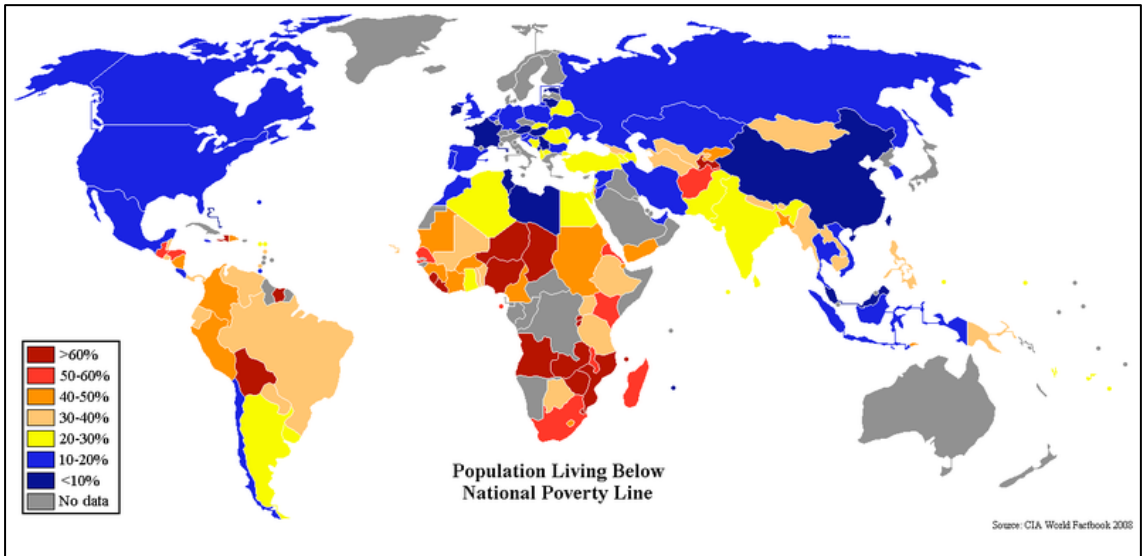 >60%
50-60%
40-50%
30-40%
20-30%
10-20%
<10%
No data
Population Living Below
National Poverty Line
Source: CIA World Factbook 2008